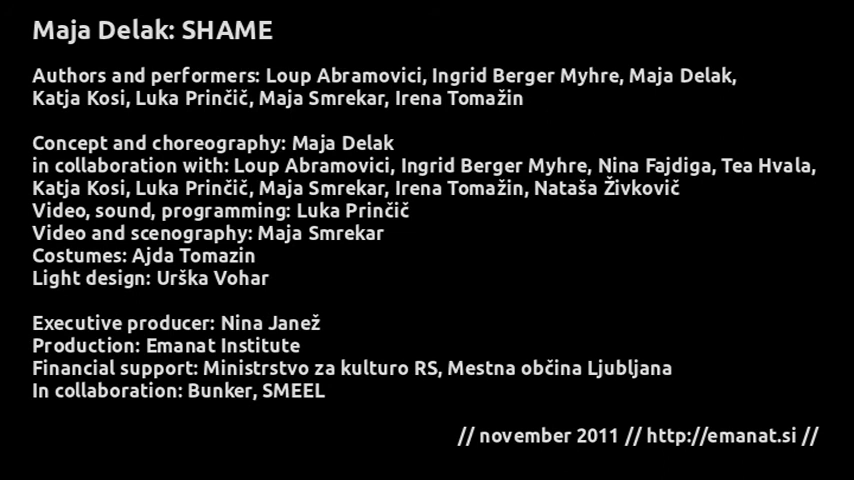 Maja Delak: SHAME
Authors and performers: Loup Abramovici, Ingrid Berger Myhre, Maja Delak,
Katja Kosi, Luka Prinčič, Maja Smrekar, Irena Tomažin
Concept and choreography: Maja Delak
in collaboration with: Loup Abramovici, Ingrid Berger Myhre, Nina Fajdiga, Tea Hvala,
Katja Kosi, Luka Prinčič, Maja Smrekar, Irena Tomažin, Nataša Živkovič
Video, sound, programming: Luka Prinčič
Video and scenography: Maja Smrekar
Costumes: Ajda Tomazin
Light design: Urška Vohar
Executive producer: Nina Janež
Production: Emanat Institute
Financial support: Ministrstvo za kulturo RS, Mestna občina Ljubljana
In collaboration: Bunker, SMEEL
// november 2011 // http://emanat.si //